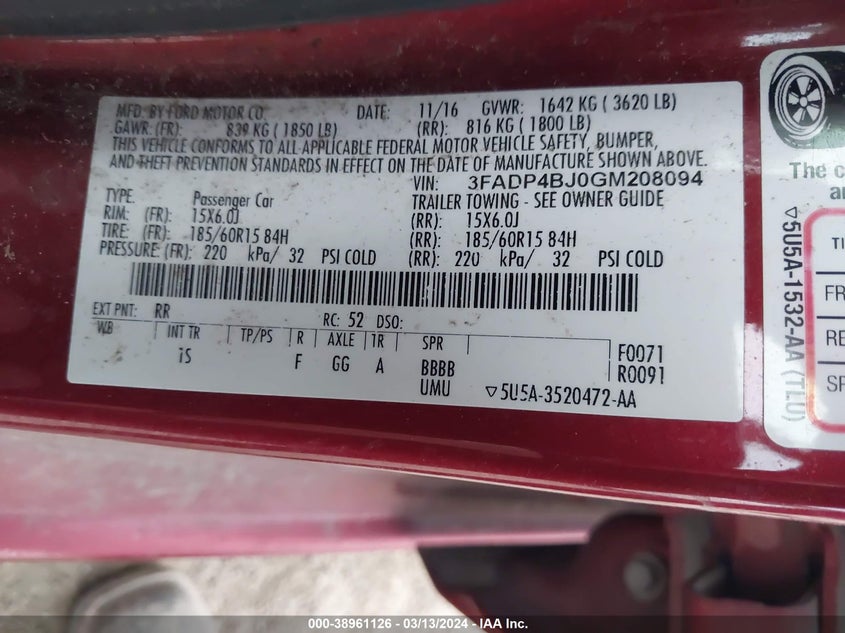 MFD. BY FORD MOTOR CO. DATE: 11/16 GVWR: 1642 KG ( 3620 LB)
GAWR: (FR): 839 KG ( 1850 LB) (RR): 816 KG ( 1800 LB)
THIS VEHICLE CONFORMS TO ALL APPLICABLE FEDERAL MOTOR VEHICLE SAFETY, BUMPER,
AND THEFT PREVENTION STANDARDS IN EFFECT ON THE DATE OF MANUFACTURE SHOWN ABOVE.
VIN: 3FADP4BJ0GM208094
TYPE: Passenger Car TRAILER TOWING - SEE OWNER GUIDE
RIM: (FR): 15X6.0J (RR): 15X6.0J
TIRE: (FR): 185/60R15 84H (RR): 185/60R15 84H
PRESSURE: (FR): 220 kPa/ 32 PSI COLD (RR): 220 kPa/ 32 PSI COLD
EXT PNT: RR RC: 52 DSO:
WB INT TR TP/PS R AXLE TR SPR F0071
iS F GG A BBBB R0091
UMU ▽5U5A-3520472-AA
The c
▽5U5A-1532-AA (TLU)
TI
FR
RE
SP
000-38961126 - 03/13/2024 - IAA Inc.